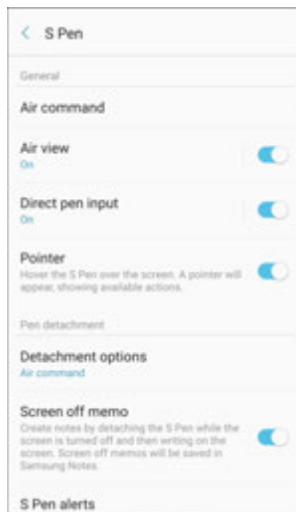 S Pen
General
Air command
Air view
On
Direct pen input
On
Pointer
Hover the S Pen over the screen. A pointer will
appear, showing available actions.
Pen detachment
Detachment options
Air command
Screen off memo
Create notes by detaching the S Pen while the
screen is turned off and then writing on the
screen. Screen off memos will be saved in
Samsung Notes.
S Pen alerts